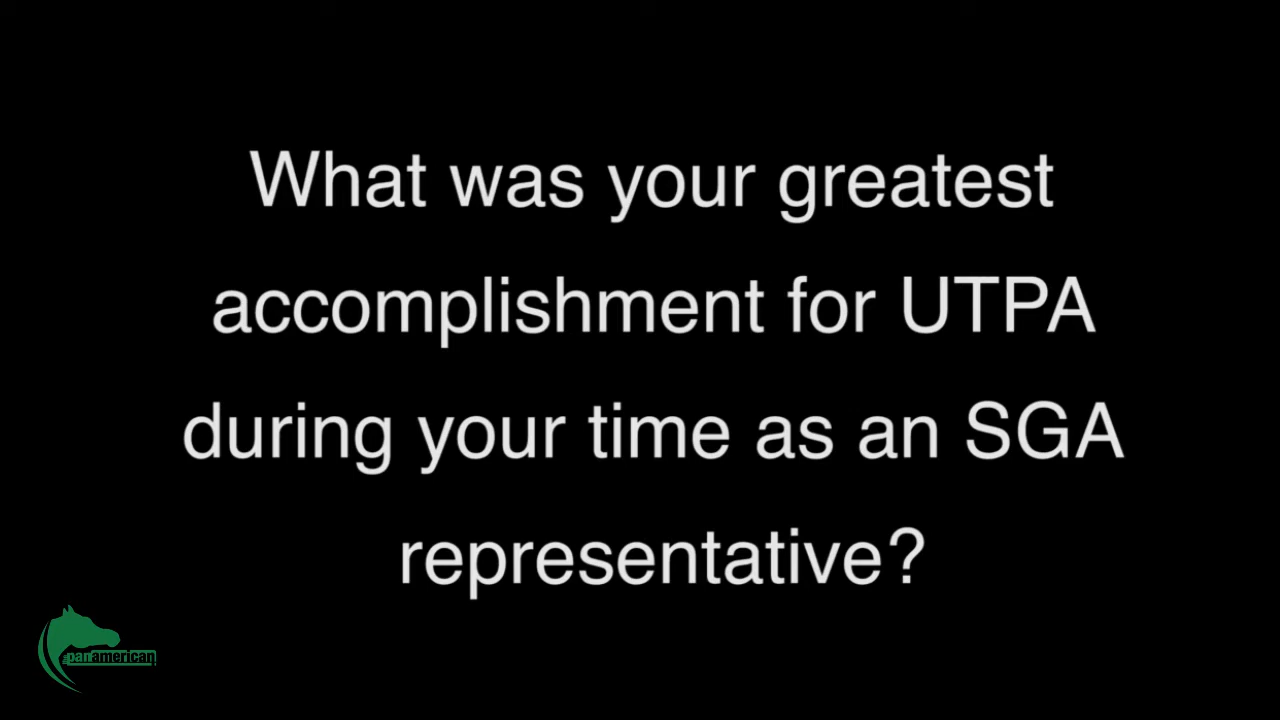 What was your greatest
accomplishment for UTPA
during your time as an SGA
representative?
panamerican